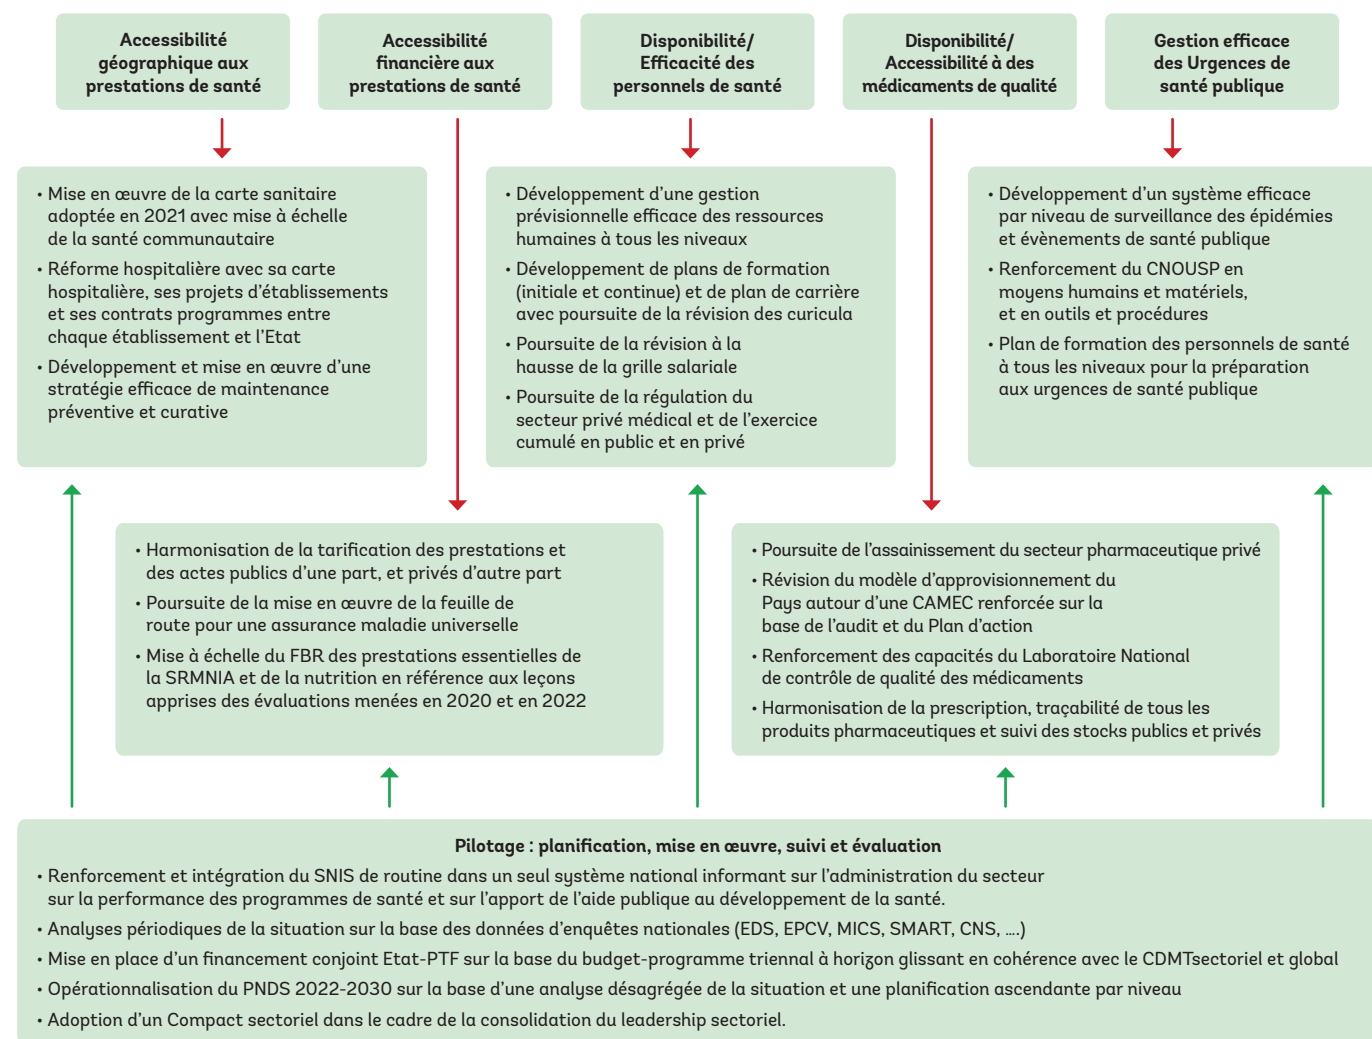 Accessibilité
géographique aux
prestations de santé
Accessibilité
financière aux
prestations de santé
Disponibilité/
Efficacité des
personnels de santé
Disponibilité/
Accessibilité à des
médicaments de qualité
Gestion efficace
des Urgences de
santé publique
• Mise en œuvre de la carte sanitaire
adoptée en 2021 avec mise à échelle
de la santé communautaire
• Réforme hospitalière avec sa carte
hospitalière, ses projets d’établissements
et ses contrats programmes entre
chaque établissement et l’Etat
• Développement et mise en œuvre d’une
stratégie efficace de maintenance
préventive et curative
• Développement d’une gestion
prévisionnelle efficace des ressources
humaines à tous les niveaux
• Développement de plans de formation
(initiale et continue) et de plan de carrière
avec poursuite de la révision des curicula
• Poursuite de la révision à la
hausse de la grille salariale
• Poursuite de la régulation du
secteur privé médical et de l’exercice
cumulé en public et en privé
• Développement d’un système efficace
par niveau de surveillance des épidémies
et évènements de santé publique
• Renforcement du CNOUSP en
moyens humains et matériels,
et en outils et procédures
• Plan de formation des personnels de santé
à tous les niveaux pour la préparation
aux urgences de santé publique
• Harmonisation de la tarification des prestations et
des actes publics d’une part, et privés d’autre part
• Poursuite de la mise en œuvre de la feuille de
route pour une assurance maladie universelle
• Mise à échelle du FBR des prestations essentielles de
la SRMNIA et de la nutrition en référence aux leçons
apprises des évaluations menées en 2020 et en 2022
• Poursuite de l’assainissement du secteur pharmaceutique privé
• Révision du modèle d’approvisionnement du
Pays autour d’une CAMEC renforcée sur la
base de l’audit et du Plan d’action
• Renforcement des capacités du Laboratoire National
de contrôle de qualité des médicaments
• Harmonisation de la prescription, traçabilité de tous les
produits pharmaceutiques et suivi des stocks publics et privés
Pilotage : planification, mise en œuvre, suivi et évaluation
• Renforcement et intégration du SNIS de routine dans un seul système national informant sur l’administration du secteur
sur la performance des programmes de santé et sur l’apport de l’aide publique au développement de la santé.
• Analyses périodiques de la situation sur la base des données d’enquêtes nationales (EDS, EPCV, MICS, SMART, CNS, ....)
• Mise en place d’un financement conjoint Etat-PTF sur la base du budget-programme triennal à horizon glissant en cohérence avec le CDMTsectoriel et global
• Opérationnalisation du PNDS 2022-2030 sur la base d’une analyse désagrégée de la situation et une planification ascendante par niveau
• Adoption d’un Compact sectoriel dans le cadre de la consolidation du leadership sectoriel.